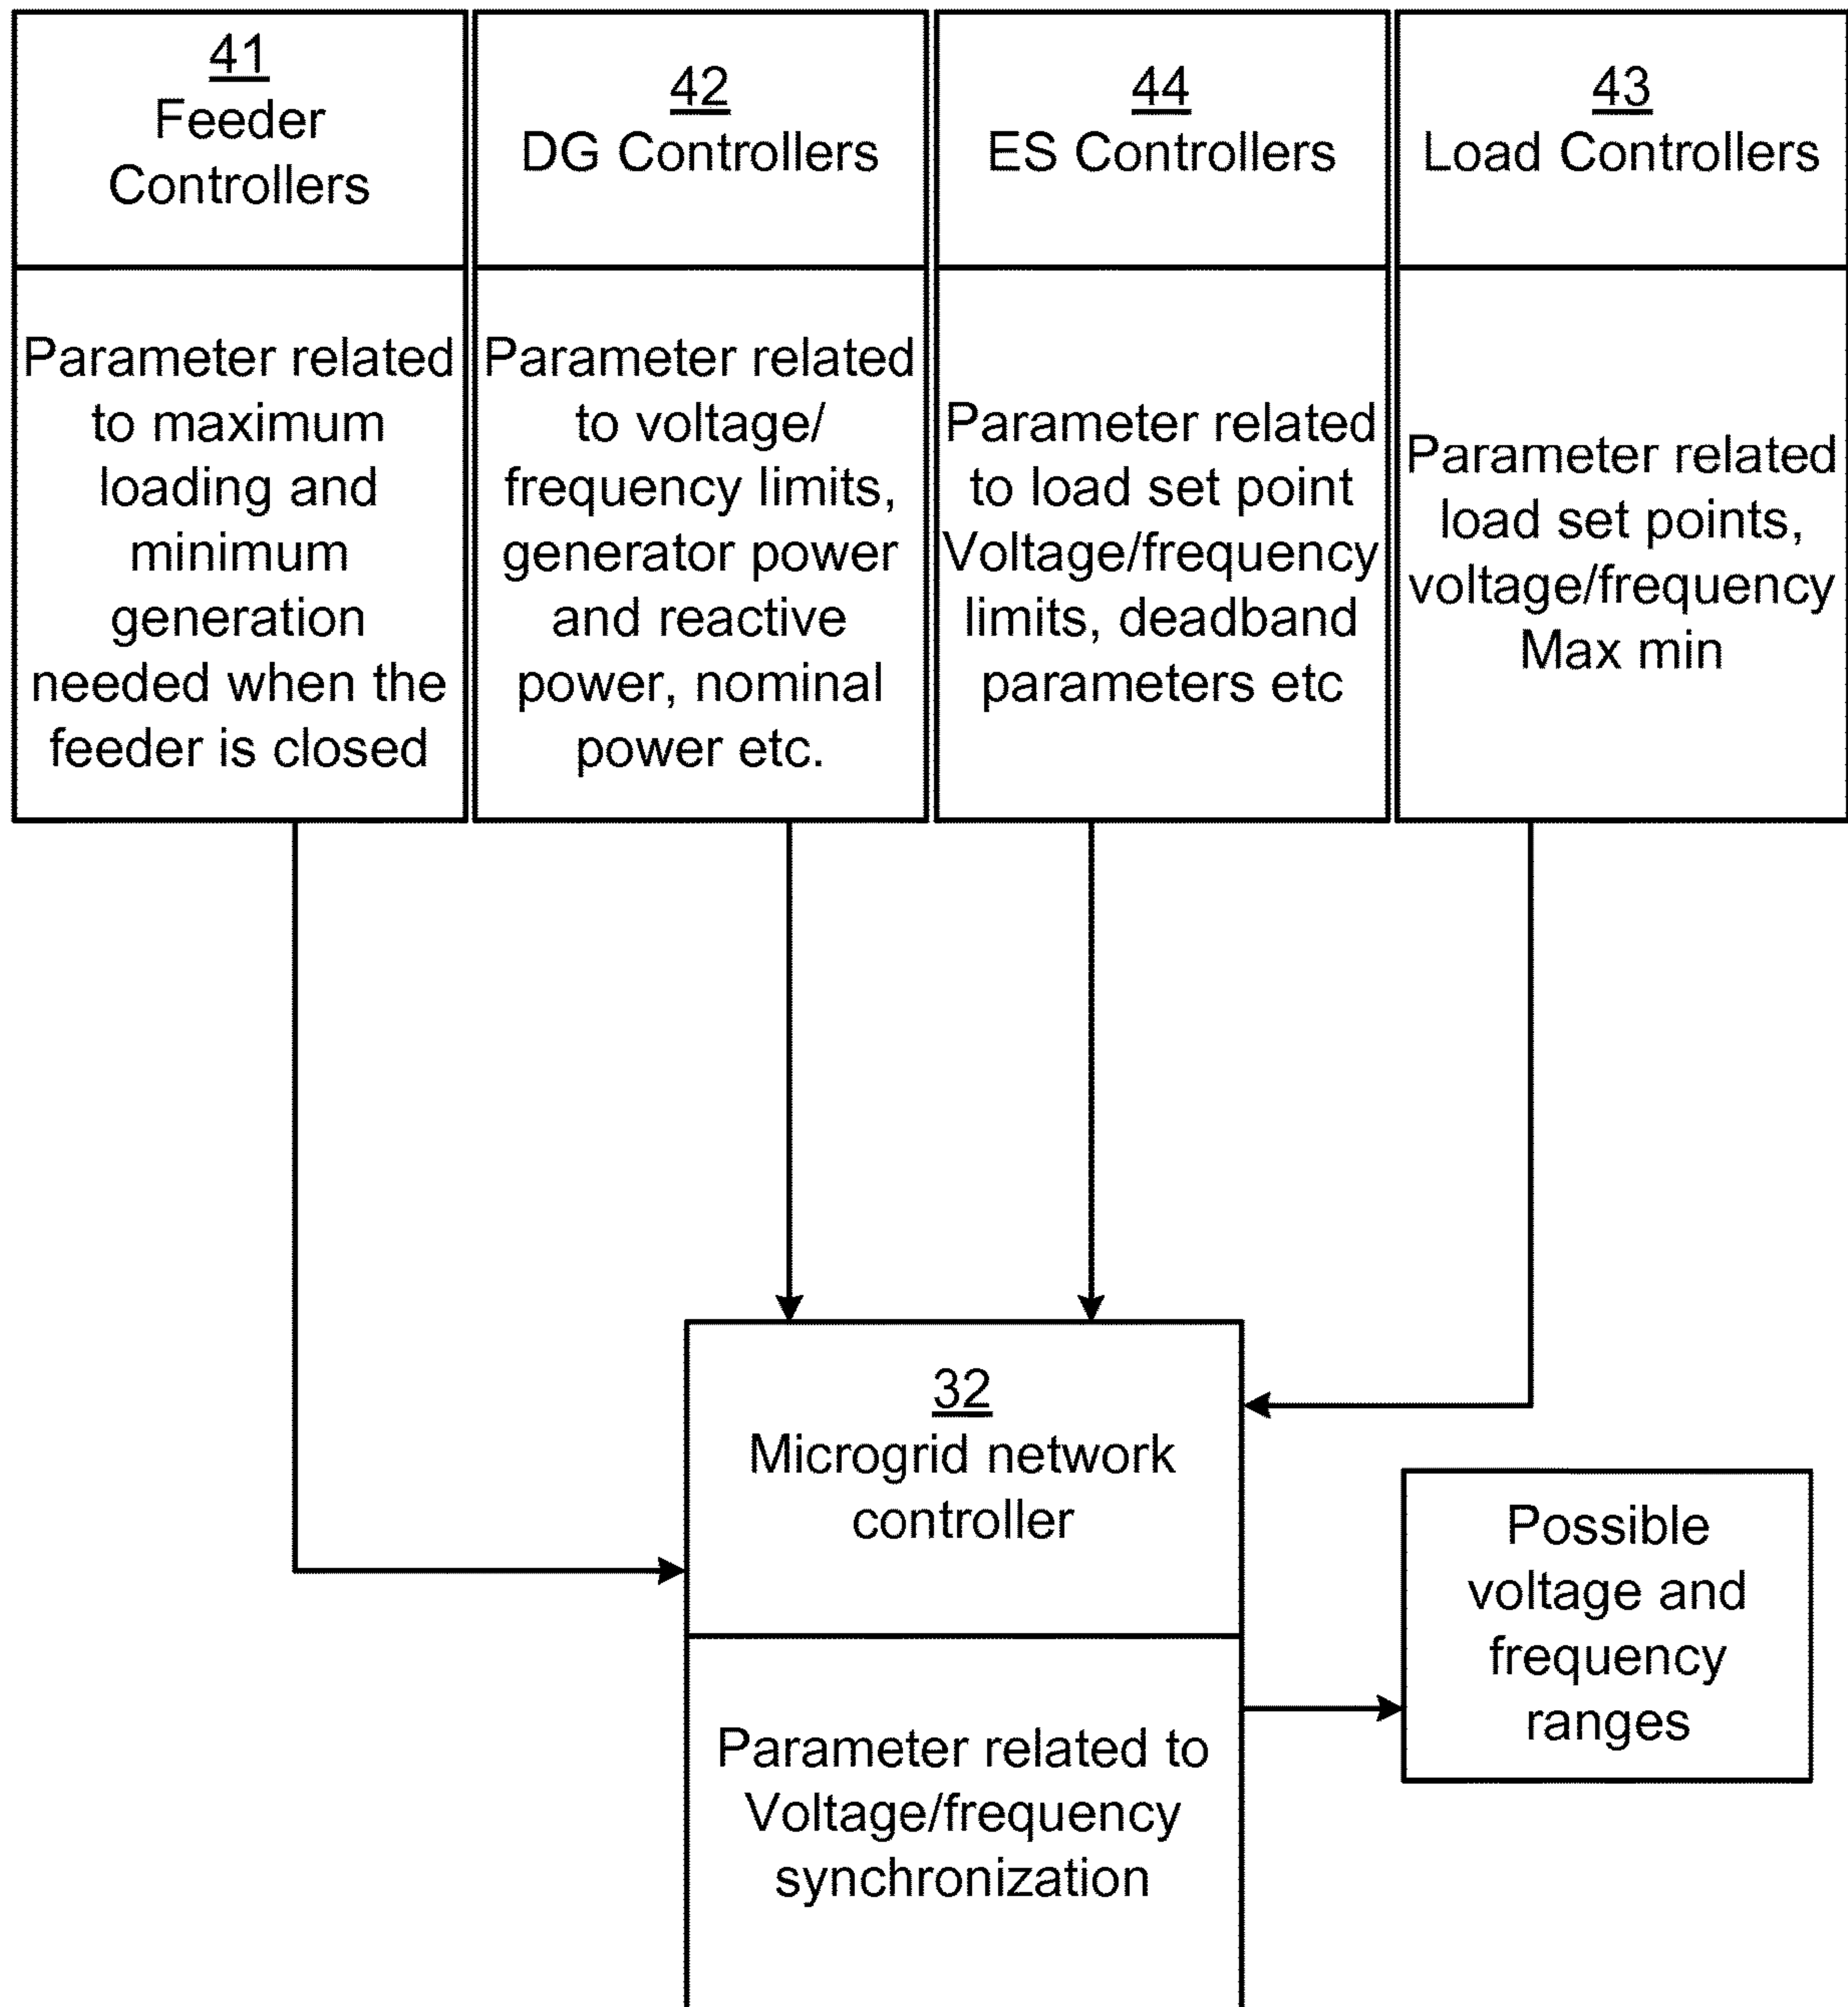 41
Feeder
Controllers
42
DG Controllers
44
ES Controllers
43
Load Controllers
Parameter related
to maximum
loading and
minimum
generation
needed when the
feeder is closed
Parameter related
to voltage/
frequency limits,
generator power
and reactive
power, nominal
power etc.
Parameter related
to load set point
Voltage/frequency
limits, deadband
parameters etc
Parameter related
load set points,
voltage/frequency
Max min
32
Microgrid network
controller
Parameter related to
Voltage/frequency
synchronization
Possible
voltage and
frequency
ranges